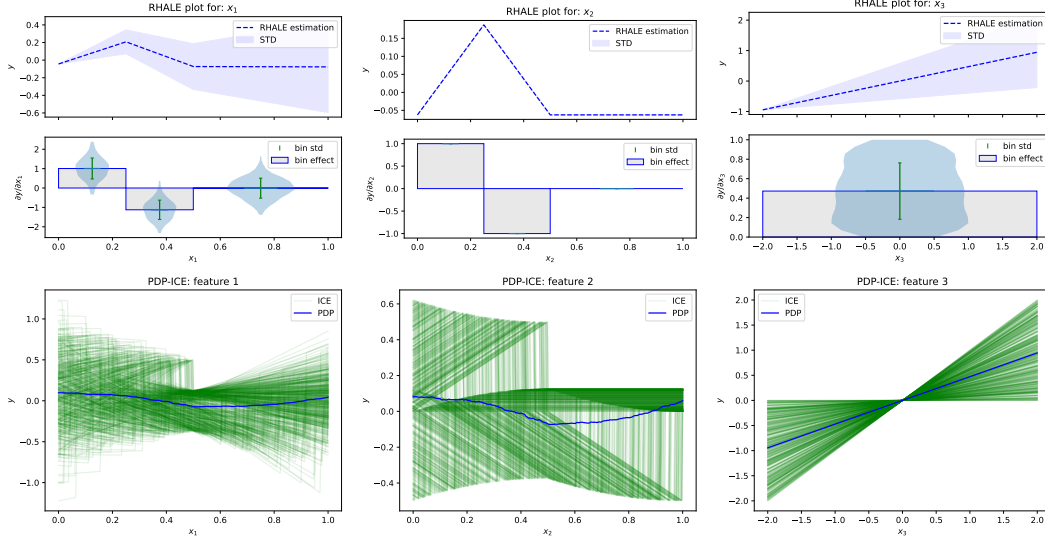 RHALE plot for: x₁
0.4
0.2
0.0
−0.2
−0.4
−0.6
y
RHALE estimation
STD
2
1
0
−1
−2
∂y/∂x₁
bin std
bin effect
0.0 0.2 0.4 0.6 0.8 1.0
x₁
RHALE plot for: x₂
0.15
0.10
0.05
0.00
−0.05
y
RHALE estimation
STD
1.0
0.5
0.0
−0.5
−1.0
∂y/∂x₂
bin std
bin effect
0.0 0.2 0.4 0.6 0.8 1.0
x₂
RHALE plot for: x₃
2
1
0
−1
y
RHALE estimation
STD
1.0
0.8
0.6
0.4
0.2
0.0
∂y/∂x₃
bin std
bin effect
−2.0 −1.5 −1.0 −0.5 0.0 0.5 1.0 1.5 2.0
x₃
PDP-ICE: feature 1
1.0
0.5
0.0
−0.5
−1.0
y
ICE
PDP
0.0 0.2 0.4 0.6 0.8 1.0
x₁
PDP-ICE: feature 2
0.6
0.4
0.2
0.0
−0.2
−0.4
y
ICE
PDP
0.0 0.2 0.4 0.6 0.8 1.0
x₂
PDP-ICE: feature 3
2.0
1.5
1.0
0.5
0.0
−0.5
−1.0
−1.5
−2.0
y
ICE
PDP
−2.0 −1.5 −1.0 −0.5 0.0 0.5 1.0 1.5 2.0
x₃